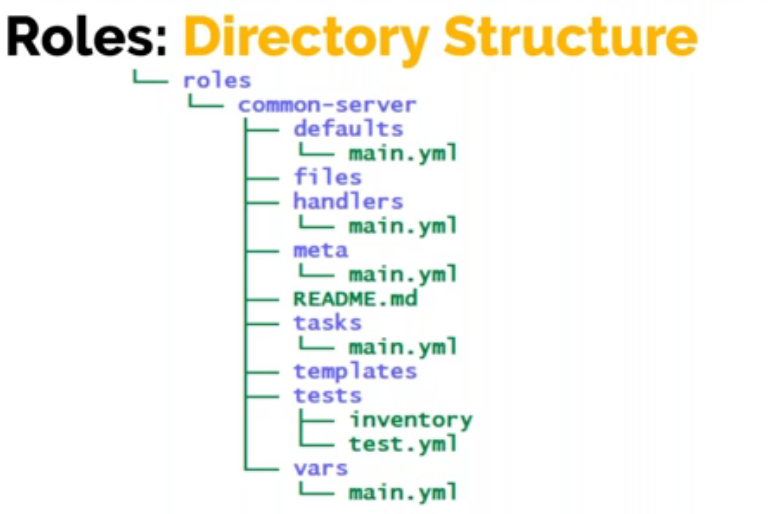 Roles: Directory Structure
└── roles
    └── common-server
        ├── defaults
        │   └── main.yml
        ├── files
        ├── handlers
        │   └── main.yml
        ├── meta
        │   └── main.yml
        ├── README.md
        ├── tasks
        │   └── main.yml
        ├── templates
        ├── tests
        │   ├── inventory
        │   └── test.yml
        └── vars
            └── main.yml